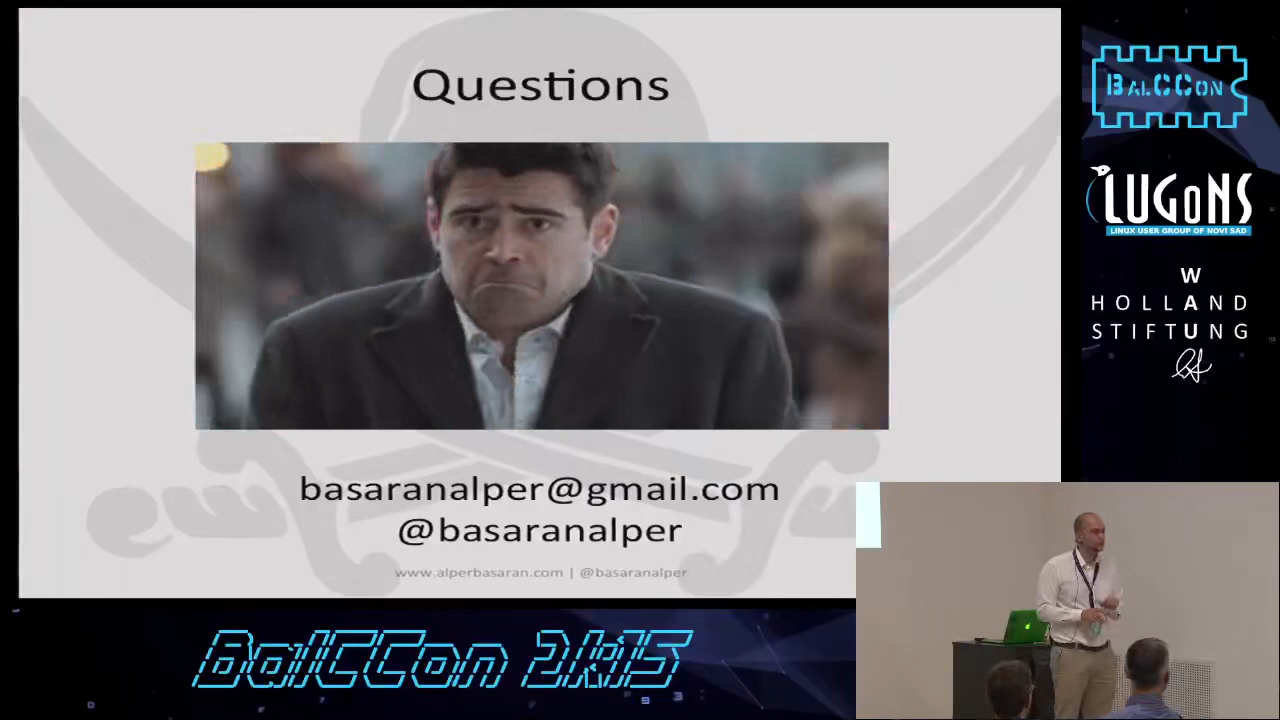 Questions
basaranalper@gmail.com
@basaranalper
www.alperbasaran.com | @basaranalper
BALCCON
LUGONS
LINUX USER GROUP OF NOVI SAD
W
HOLLAND
A
STIFTUNG
U
BalCCon 2k15